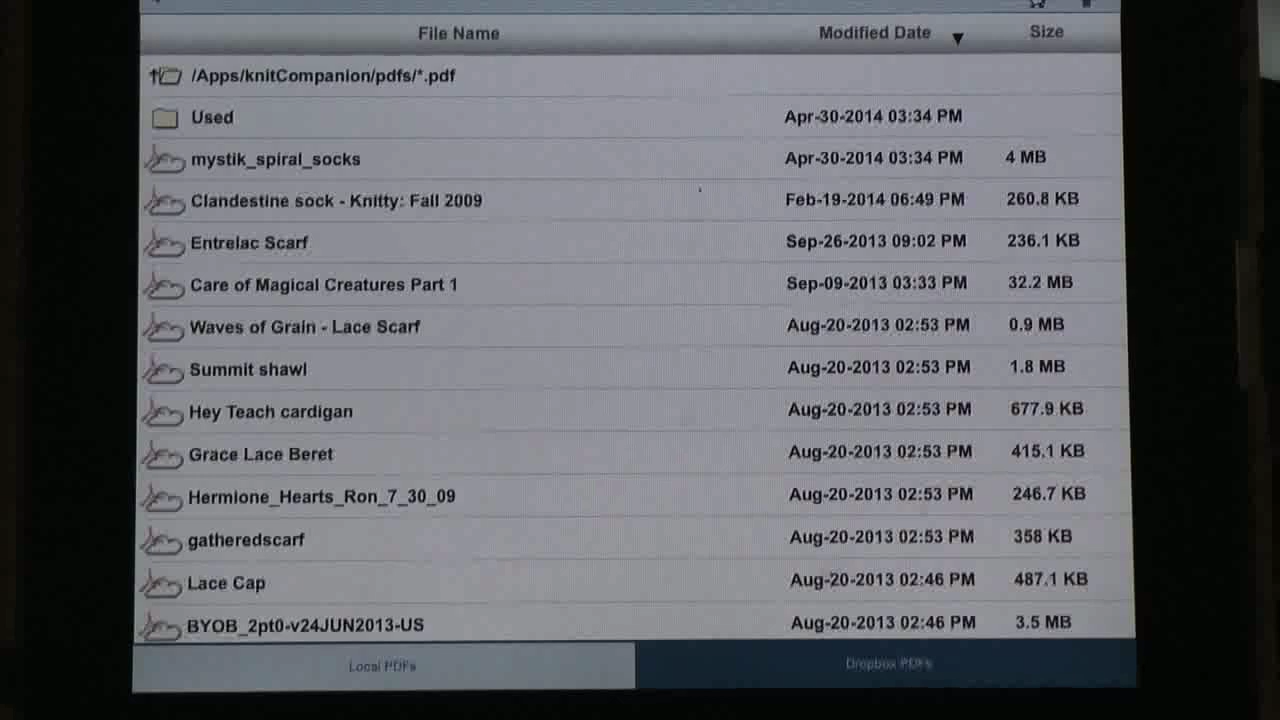 File Name Modified Date ▼ Size
/Apps/knitCompanion/pdfs/*.pdf
Used Apr-30-2014 03:34 PM
mystik_spiral_socks Apr-30-2014 03:34 PM 4 MB
Clandestine sock - Knitty: Fall 2009 Feb-19-2014 06:49 PM 260.8 KB
Entrelac Scarf Sep-26-2013 09:02 PM 236.1 KB
Care of Magical Creatures Part 1 Sep-09-2013 03:33 PM 32.2 MB
Waves of Grain - Lace Scarf Aug-20-2013 02:53 PM 0.9 MB
Summit shawl Aug-20-2013 02:53 PM 1.8 MB
Hey Teach cardigan Aug-20-2013 02:53 PM 677.9 KB
Grace Lace Beret Aug-20-2013 02:53 PM 415.1 KB
Hermione_Hearts_Ron_7_30_09 Aug-20-2013 02:53 PM 246.7 KB
gatheredscarf Aug-20-2013 02:53 PM 358 KB
Lace Cap Aug-20-2013 02:46 PM 487.1 KB
BYOB_2pt0-v24JUN2013-US Aug-20-2013 02:46 PM 3.5 MB
Local PDFs Dropbox PDFs